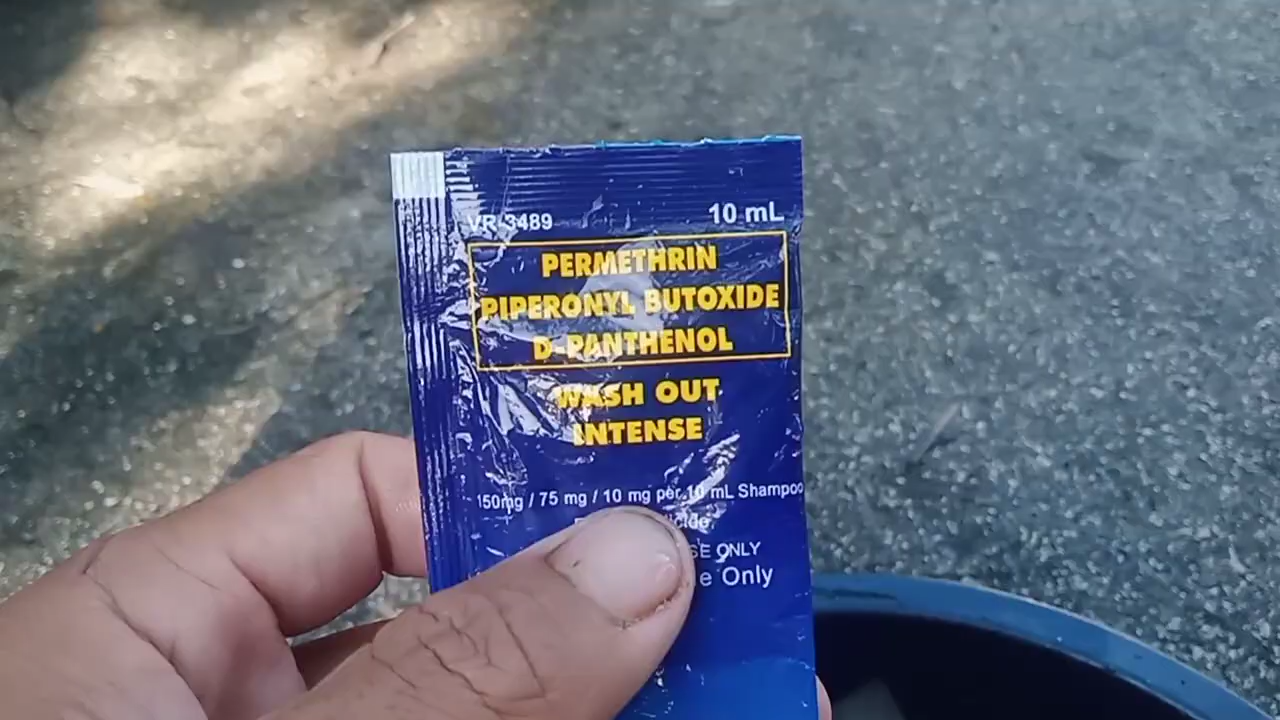 VR-3489
10 mL
PERMETHRIN
PIPERONYL BUTOXIDE
D-PANTHENOL
WASH OUT
INTENSE
150mg / 75 mg / 10 mg per 10 mL Shampoo
ONLY
Only